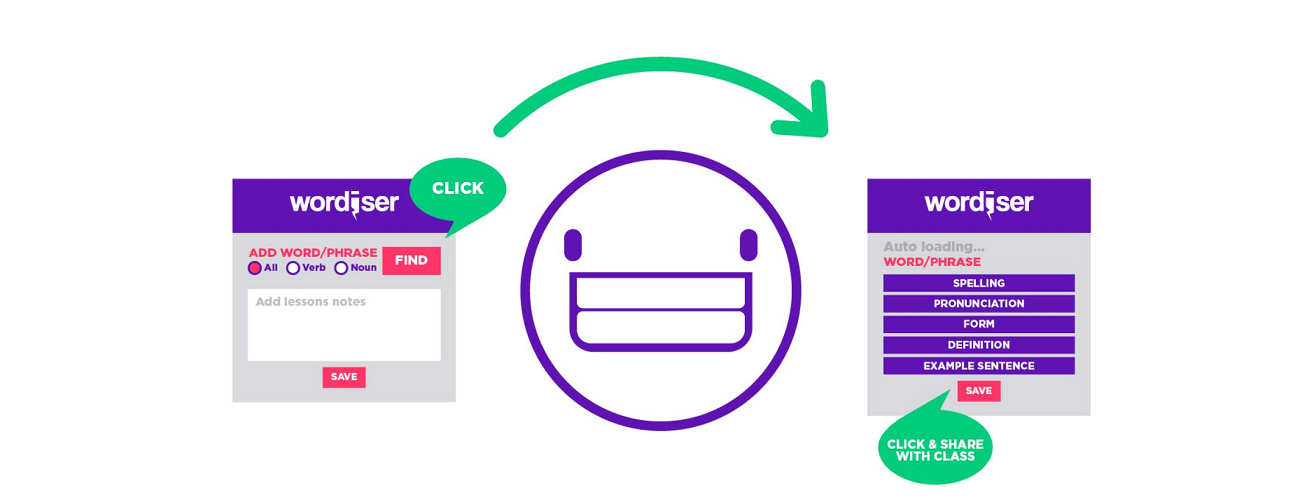 wordiser
CLICK
ADD WORD/PHRASE
FIND
All Verb Noun
Add lessons notes
SAVE
wordiser
Auto loading...
WORD/PHRASE
SPELLING
PRONUNCIATION
FORM
DEFINITION
EXAMPLE SENTENCE
SAVE
CLICK & SHARE
WITH CLASS